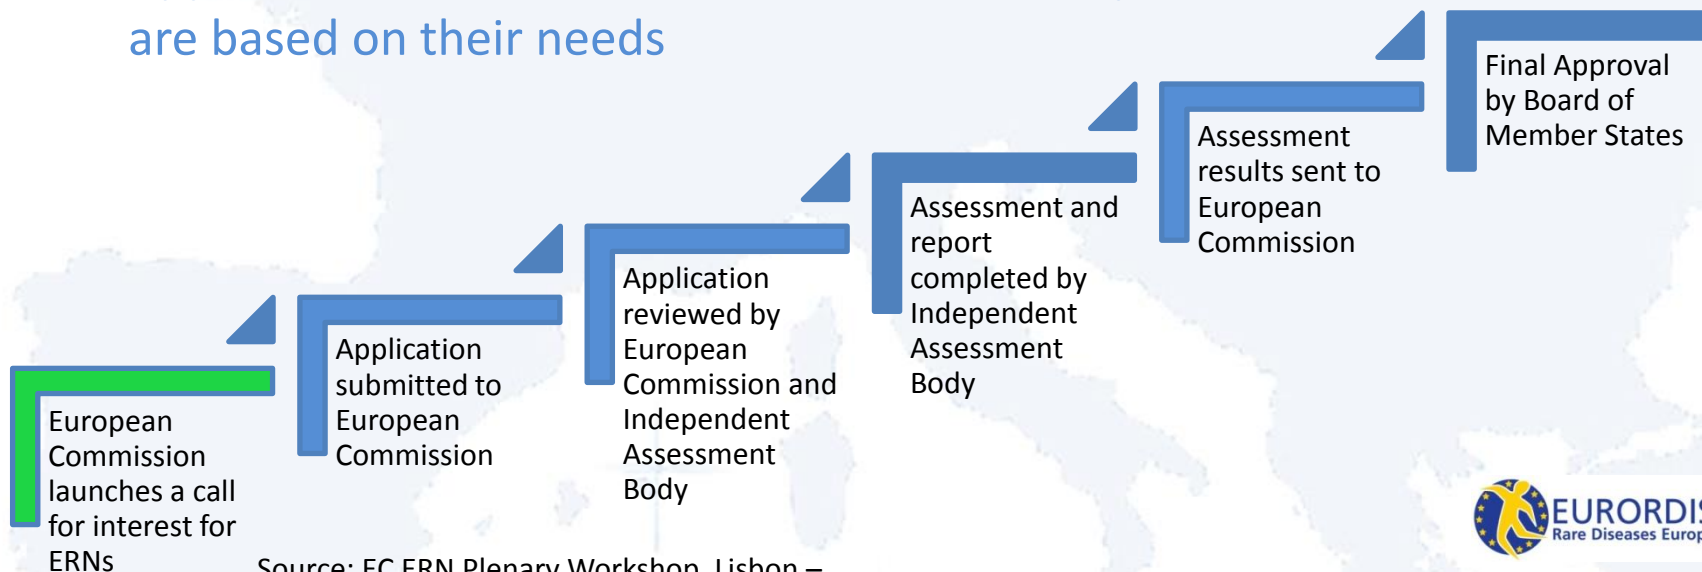 are based on their needs
European
Commission
launches a call
for interest for
ERNs
Application
submitted to
European
Commission
Application
reviewed by
European
Commission and
Independent
Assessment
Body
Assessment and
report
completed by
Independent
Assessment
Body
Assessment
results sent to
European
Commission
Final Approval
by Board of
Member States
Source: EC ERN Plenary Workshop, Lisbon –
EURORDIS
Rare Diseases Europ